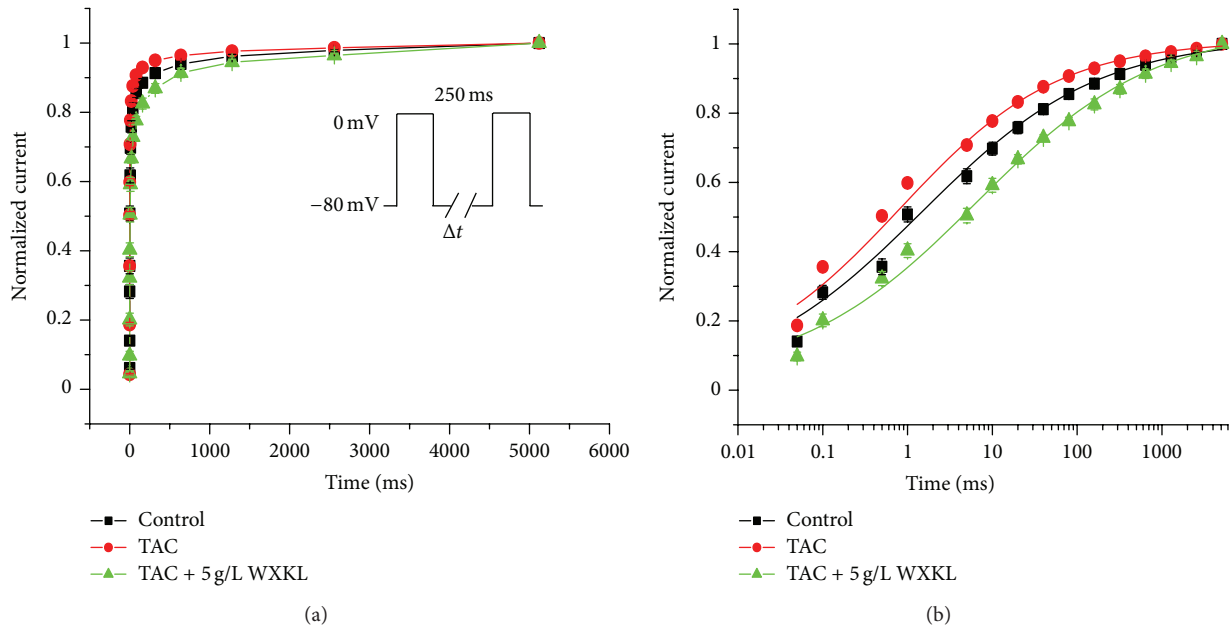 1
0.8
0.6
0.4
0.2
0
Normalized current
0
1000
2000
3000
4000
5000
6000
Time (ms)
250 ms
0 mV
−80 mV
Δt
Control
TAC
TAC + 5 g/L WXKL
(a)
1
0.8
0.6
0.4
0.2
0
Normalized current
0.01
0.1
1
10
100
1000
Time (ms)
Control
TAC
TAC + 5 g/L WXKL
(b)